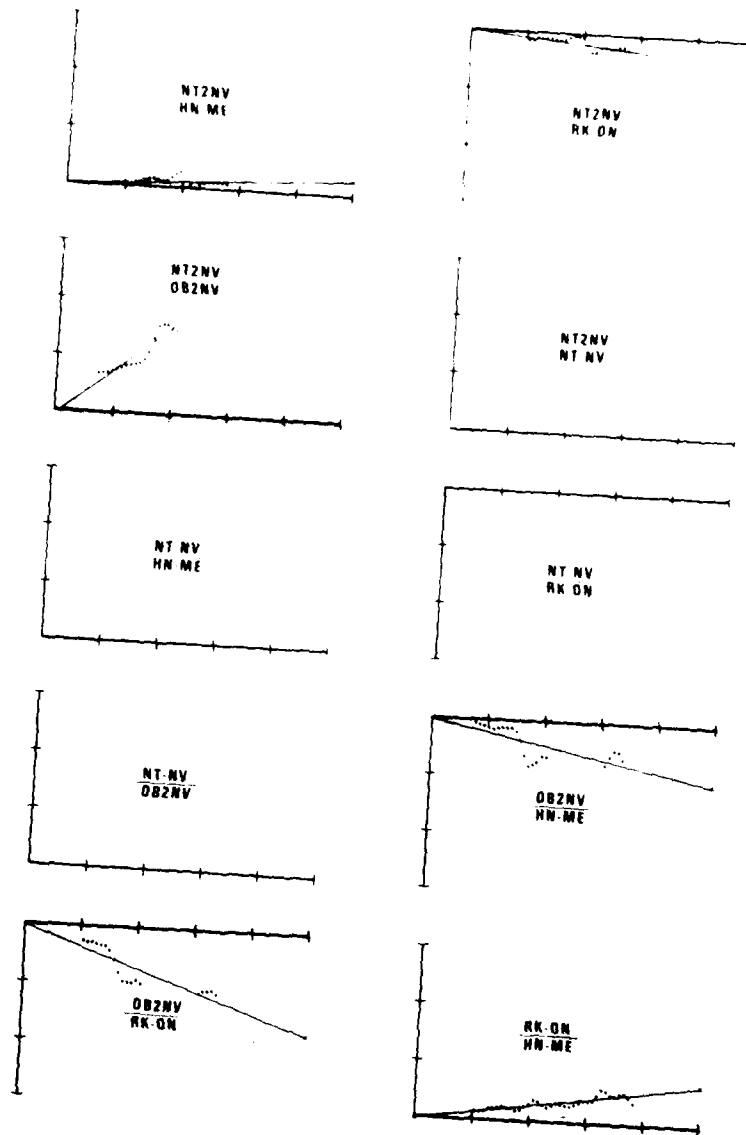 NT2NV
HN ME
NT2NV
RK ON
NT2NV
OB2NV
NT2NV
NT NV
NT NV
HN ME
NT NV
RK ON
NT-NV
OB2NV
OB2NV
HN-ME
OB2NV
RK-ON
RK-ON
HN-ME